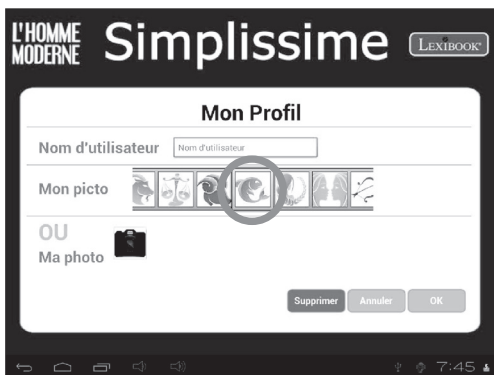 L'HOMME
MODERNE
Simplissime
LEXIBOOK®
Mon Profil
Nom d'utilisateur
Nom d'utilisateur
Mon picto
OU
Ma photo
Supprimer
Annuler
OK
7:45